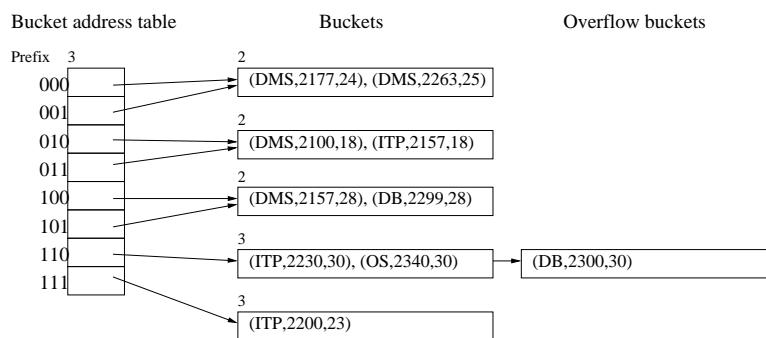 Bucket address table Buckets Overflow buckets
Prefix 3 2
000 (DMS,2177,24), (DMS,2263,25)
001
2
010 (DMS,2100,18), (ITP,2157,18)
011
2
100 (DMS,2157,28), (DB,2299,28)
101
3
110 (ITP,2230,30), (OS,2340,30) (DB,2300,30)
111
3
(ITP,2200,23)